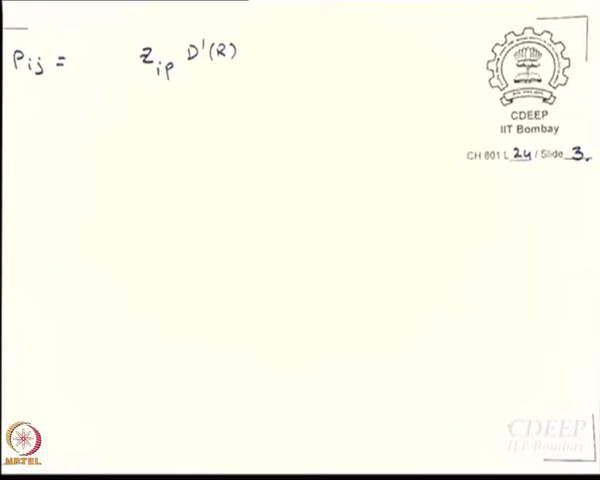 Pij = Zip D'(R)
CDEEP
IIT Bombay
CH 801 L 24 / Slide 3.
CDEEP
IIT Bombay
NPTEL